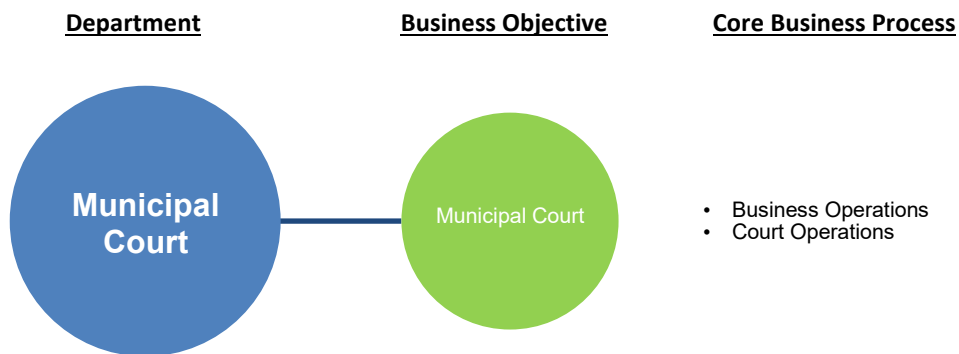 Department
Business Objective
Core Business Process
Municipal
Court
Municipal Court
• Business Operations
• Court Operations